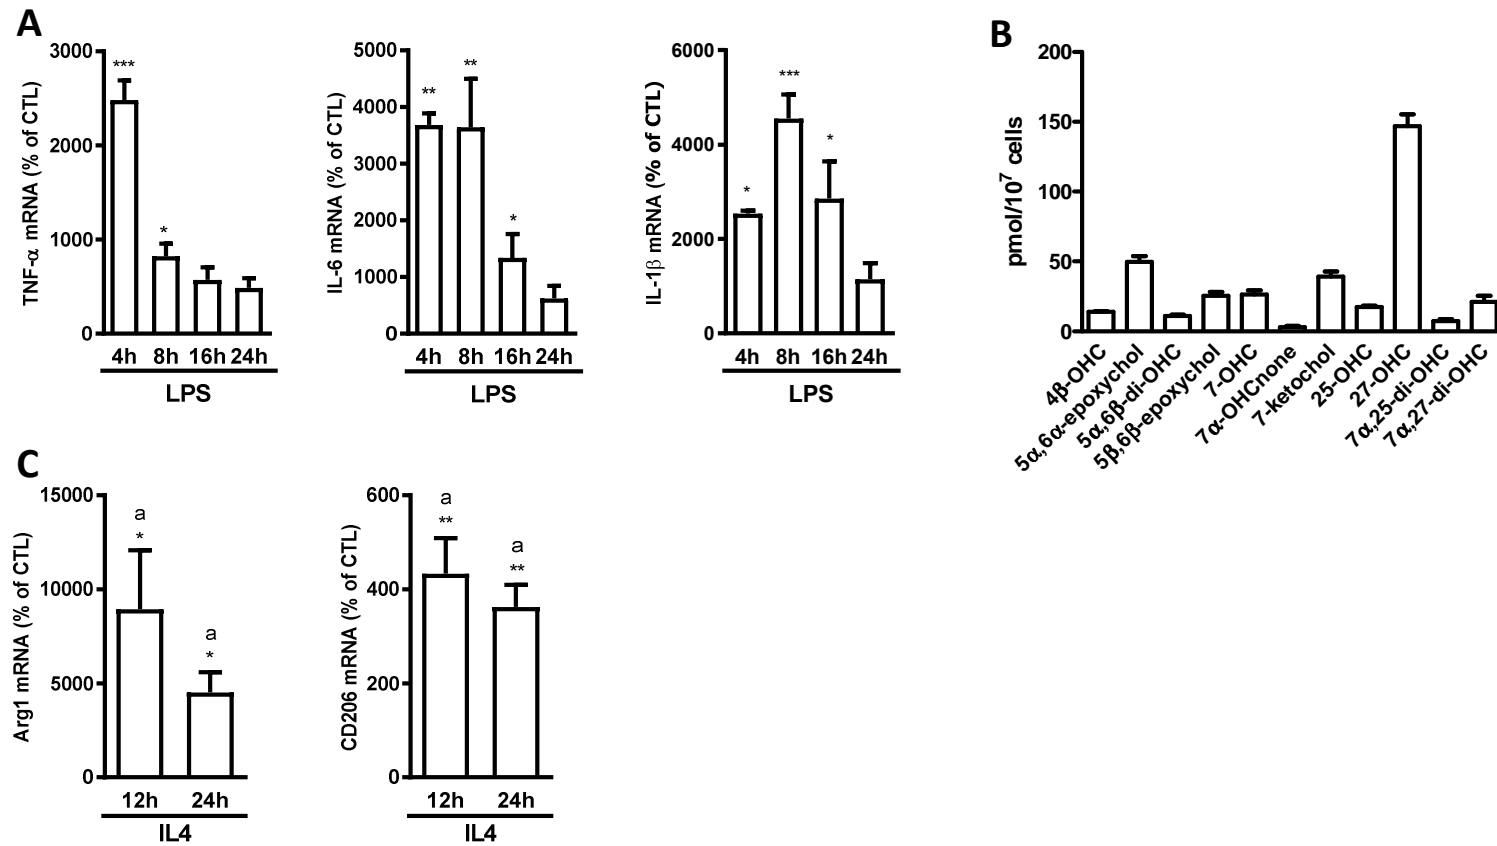 A
TNF-α mRNA (% of CTL)
3000
2000
1000
0
***
*
4h 8h 16h 24h
LPS
IL-6 mRNA (% of CTL)
5000
4000
3000
2000
1000
0
**
**
*
4h 8h 16h 24h
LPS
IL-1β mRNA (% of CTL)
6000
4000
2000
0
*
***
*
4h 8h 16h 24h
LPS
B
pmol/10⁷ cells
200
150
100
50
0
4β-OHC
5α,6α-epoxychol
5α,6β-di-OHC
5β,6β-epoxychol
7-OHC
7α-OHCnone
7-ketochol
25-OHC
27-OHC
7α,25-di-OHC
7α,27-di-OHC
C
Arg1 mRNA (% of CTL)
15000
10000
5000
0
a
*
a
*
12h 24h
IL4
CD206 mRNA (% of CTL)
600
400
200
0
a
**
a
**
12h 24h
IL4